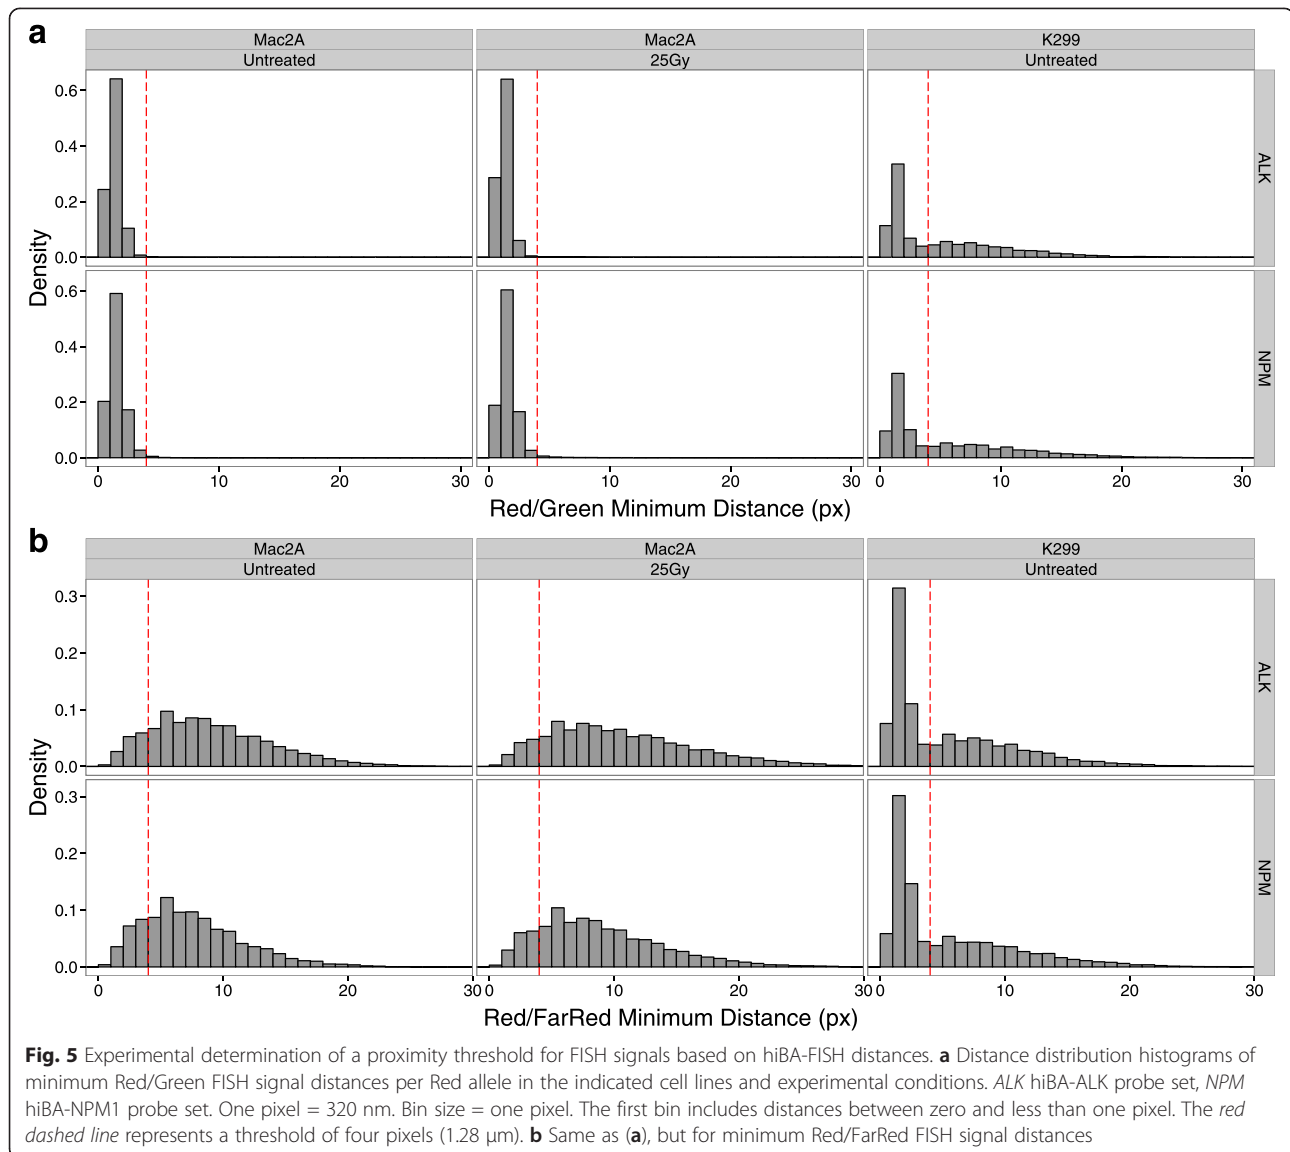 a
Mac2A Mac2A K299
Untreated 25Gy Untreated
0.6
0.4
0.2
0.0
ALK
Density
0.6
0.4
0.2
0.0
NPM
0 10 20 30 0 10 20 30 0 10 20 30
Red/Green Minimum Distance (px)
b
Mac2A Mac2A K299
Untreated 25Gy Untreated
0.3
0.2
0.1
0.0
ALK
Density
0.3
0.2
0.1
0.0
NPM
0 10 20 30 0 10 20 30 0 10 20 30
Red/FarRed Minimum Distance (px)
Fig. 5 Experimental determination of a proximity threshold for FISH signals based on hiBA-FISH distances. a Distance distribution histograms of
minimum Red/Green FISH signal distances per Red allele in the indicated cell lines and experimental conditions. ALK hiBA-ALK probe set, NPM
hiBA-NPM1 probe set. One pixel = 320 nm. Bin size = one pixel. The first bin includes distances between zero and less than one pixel. The red
dashed line represents a threshold of four pixels (1.28 μm). b Same as (a), but for minimum Red/FarRed FISH signal distances